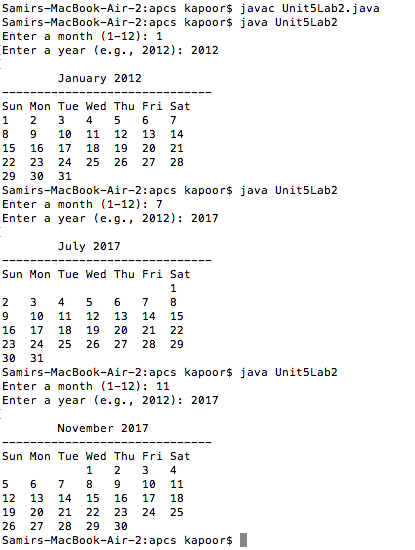 Samirs-MacBook-Air-2:apcs kapoor$ javac Unit5Lab2.java
Samirs-MacBook-Air-2:apcs kapoor$ java Unit5Lab2
Enter a month (1-12): 1
Enter a year (e.g., 2012): 2012
January 2012
------------------------------
Sun Mon Tue Wed Thu Fri Sat
1 2 3 4 5 6 7
8 9 10 11 12 13 14
15 16 17 18 19 20 21
22 23 24 25 26 27 28
29 30 31
Samirs-MacBook-Air-2:apcs kapoor$ java Unit5Lab2
Enter a month (1-12): 7
Enter a year (e.g., 2012): 2017
July 2017
------------------------------
Sun Mon Tue Wed Thu Fri Sat
1
2 3 4 5 6 7 8
9 10 11 12 13 14 15
16 17 18 19 20 21 22
23 24 25 26 27 28 29
30 31
Samirs-MacBook-Air-2:apcs kapoor$ java Unit5Lab2
Enter a month (1-12): 11
Enter a year (e.g., 2012): 2017
November 2017
------------------------------
Sun Mon Tue Wed Thu Fri Sat
1 2 3 4
5 6 7 8 9 10 11
12 13 14 15 16 17 18
19 20 21 22 23 24 25
26 27 28 29 30
Samirs-MacBook-Air-2:apcs kapoor$